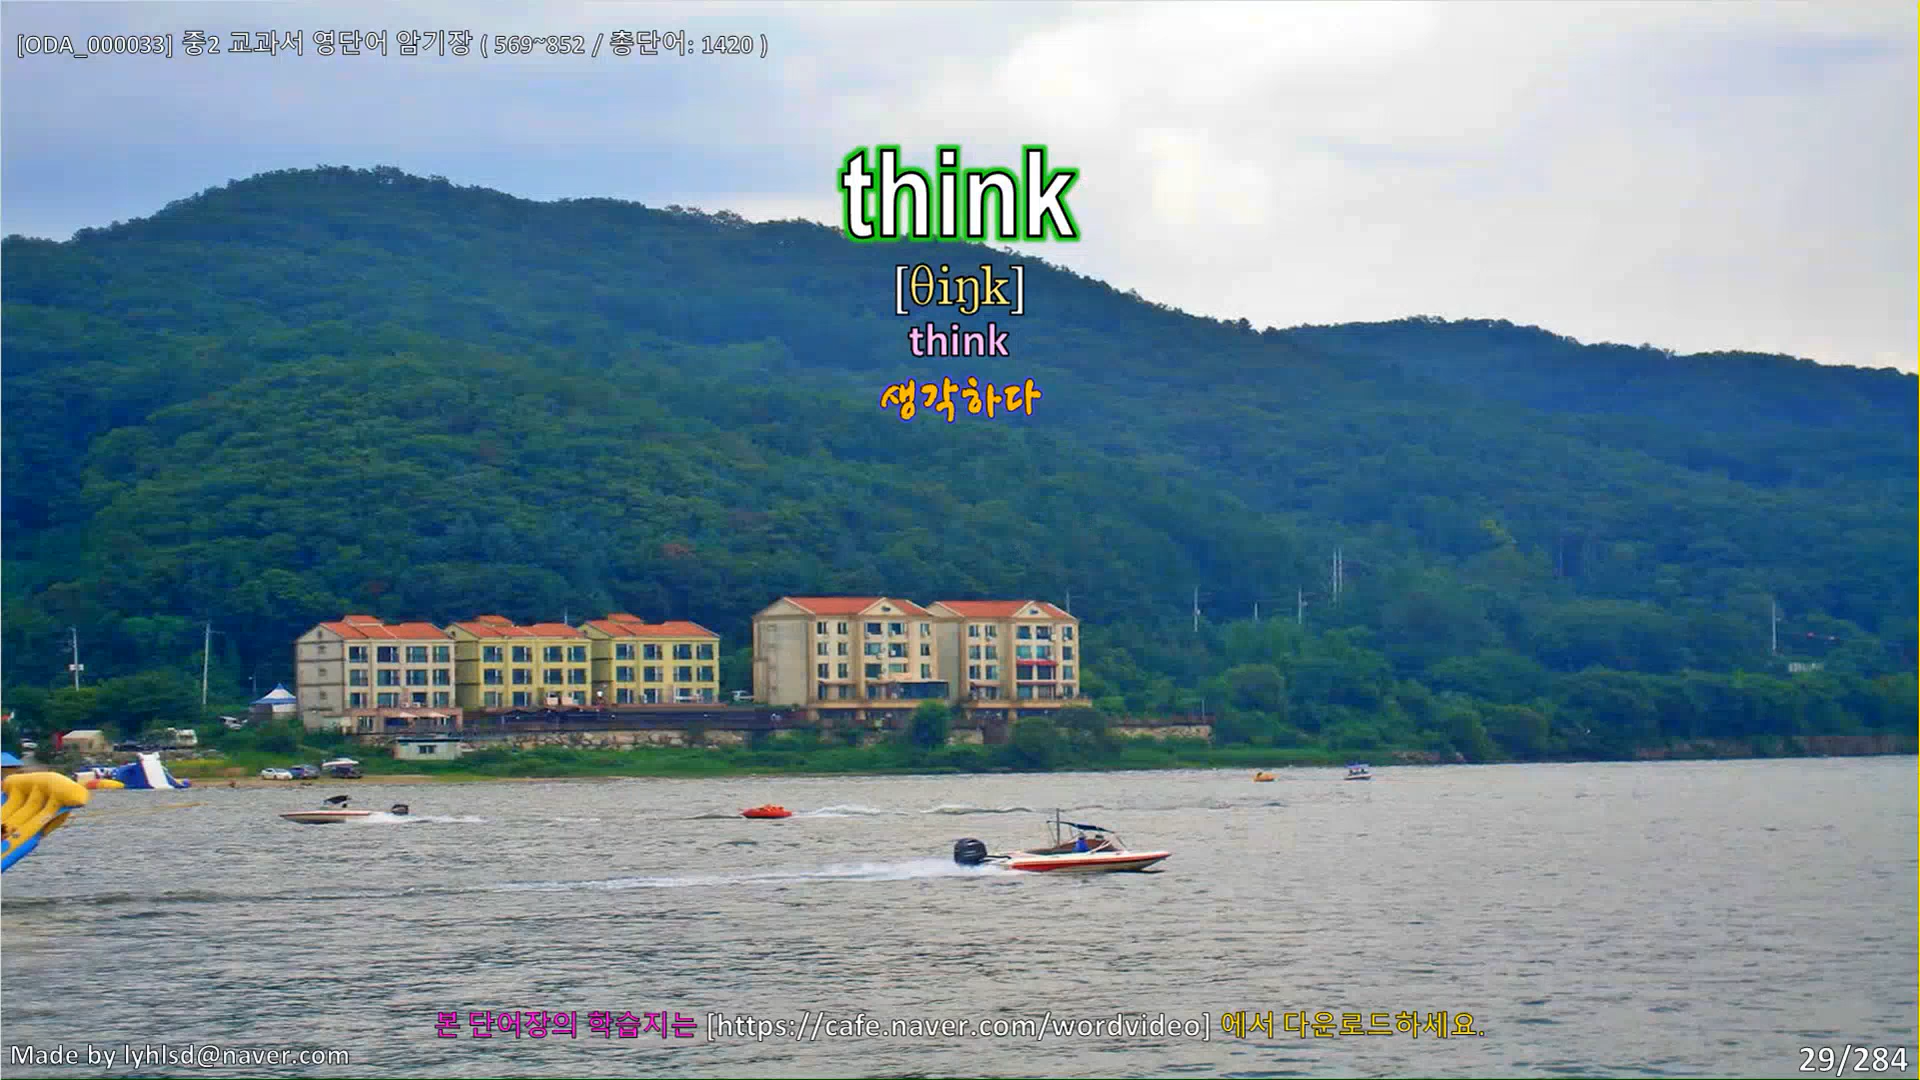 [ODA_000033] 중2 교과서 영단어 암기장 ( 569~852 / 총단어: 1420 )
think
[θiŋk]
think
생각하다
본 단어장의 학습지는 [https://cafe.naver.com/wordvideo] 에서 다운로드하세요.
Made by lyhlsd@naver.com
29/284